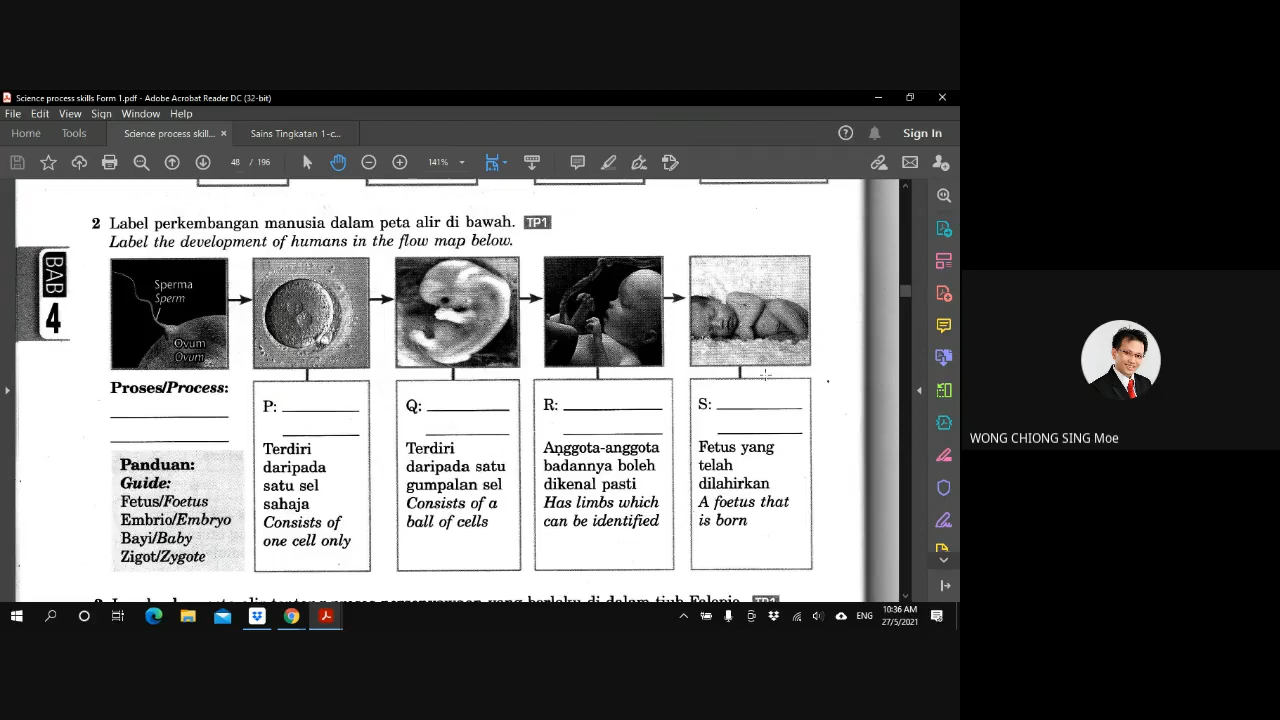 Science process skills Form 1.pdf - Adobe Acrobat Reader DC (32-bit)
File Edit View Sign Window Help
Home Tools Science process skill... × Sains Tingkatan 1-c... Sign In
48 / 196 141%
2 Label perkembangan manusia dalam peta alir di bawah. TP1
Label the development of humans in the flow map below.
BAB
4
Sperma
Sperm
Ovum
Ovum
Proses/Process:
Panduan:
Guide:
Fetus/Foetus
Embrio/Embryo
Bayi/Baby
Zigot/Zygote
P:
Terdiri
daripada
satu sel
sahaja
Consists of
one cell only
Q:
Terdiri
daripada satu
gumpalan sel
Consists of a
ball of cells
R:
Anggota-anggota
badannya boleh
dikenal pasti
Has limbs which
can be identified
S:
Fetus yang
telah
dilahirkan
A foetus that
is born
WONG CHIONG SING Moe
ENG
10:36 AM
27/5/2021